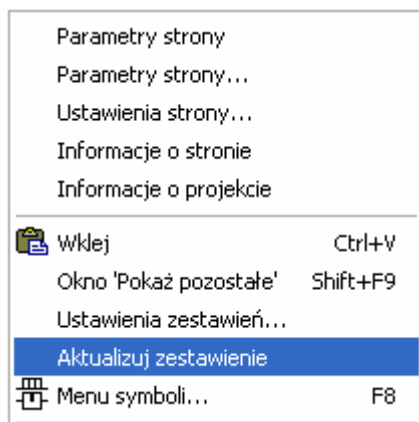 Parametry strony
Parametry strony...
Ustawienia strony...
Informacje o stronie
Informacje o projekcie
Wklej Ctrl+V
Okno 'Pokaż pozostałe' Shift+F9
Ustawienia zestawień...
Aktualizuj zestawienie
Menu symboli... F8